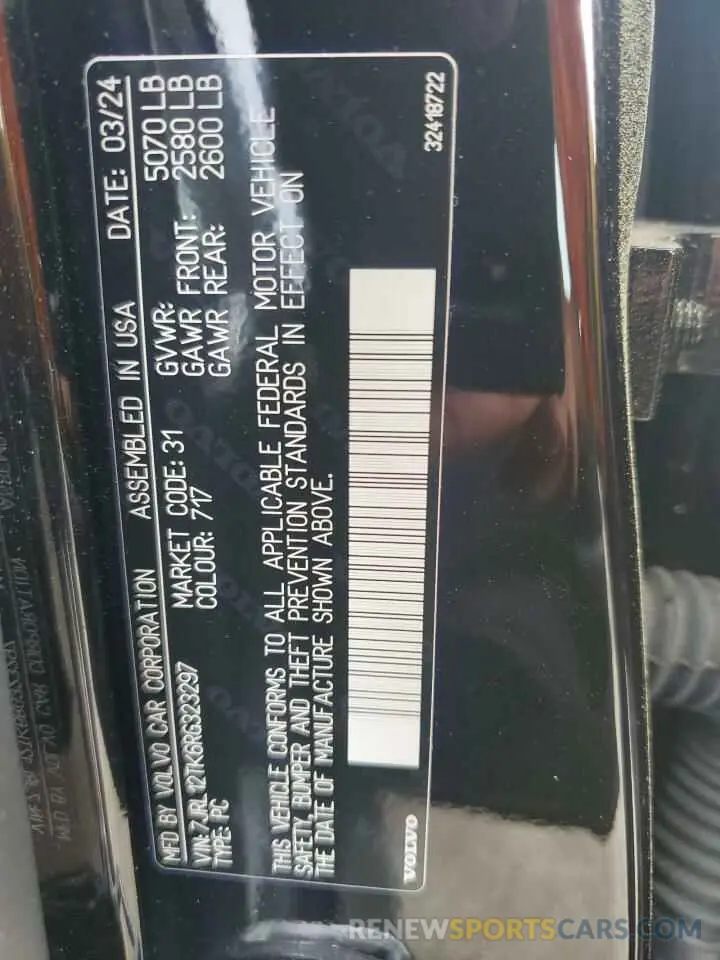 MFD BY VOLVO CAR CORPORATION ASSEMBLED IN USA DATE: 03/24
VIN: 7JRL12TK6RG323297 MARKET CODE: 31 GVWR: 5070 LB
TYPE: PC COLOUR: 717 GAWR FRONT: 2580 LB
GAWR REAR: 2600 LB
THIS VEHICLE CONFORMS TO ALL APPLICABLE FEDERAL MOTOR VEHICLE
SAFETY, BUMPER AND THEFT PREVENTION STANDARDS IN EFFECT ON
THE DATE OF MANUFACTURE SHOWN ABOVE.
VOLVO 32418722
RENEWSPORTSCARS.COM